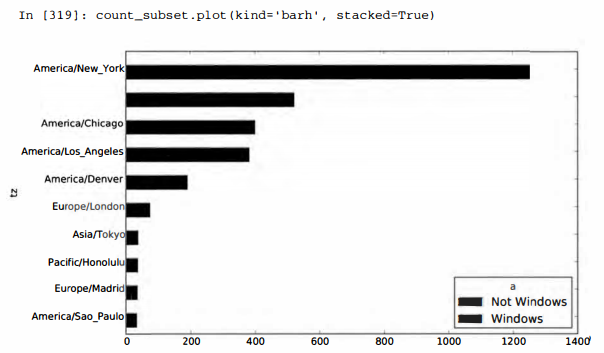 In [319]: count_subset.plot(kind='barh', stacked=True)
America/New_York
America/Chicago
America/Los_Angeles
America/Denver
tz
Europe/London
Asia/Tokyo
Pacific/Honolulu
Europe/Madrid
America/Sao_Paulo
a
Not Windows
Windows
0 200 400 600 800 1000 1200 1400